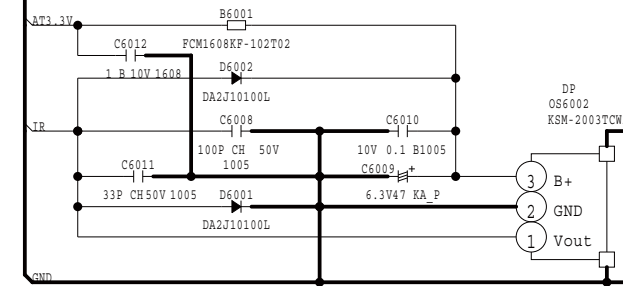 B6001
AT3.3V
C6012 FCM1608KF-102T02
1 B 10V 1608
D6002
DA2J10100L
DP
OS6002
KSM-2003TCW
IR
C6008 C6010
100P CH 50V 10V 0.1 B1005
1005
C6011 C6009 +
33P CH50V 1005 D6001 6.3V47 KA_P
DA2J10100L
3 B+
2 GND
1 Vout
GND